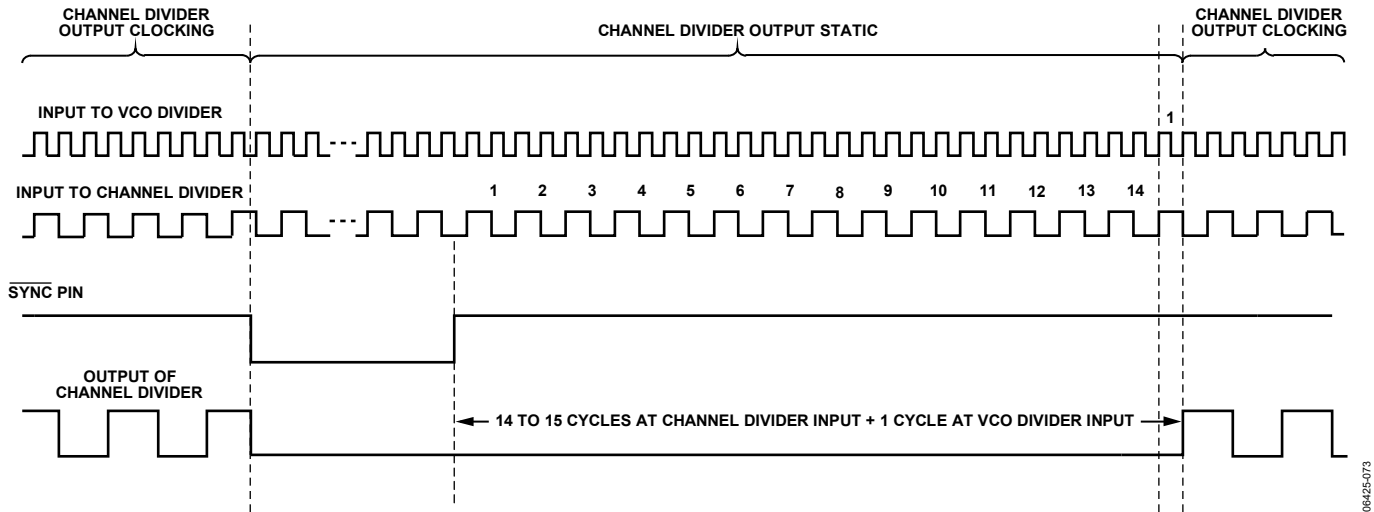 CHANNEL DIVIDER
OUTPUT CLOCKING
CHANNEL DIVIDER OUTPUT STATIC
CHANNEL DIVIDER
OUTPUT CLOCKING
INPUT TO VCO DIVIDER
1
INPUT TO CHANNEL DIVIDER
1 2 3 4 5 6 7 8 9 10 11 12 13 14
SYNC PIN
OUTPUT OF
CHANNEL DIVIDER
14 TO 15 CYCLES AT CHANNEL DIVIDER INPUT + 1 CYCLE AT VCO DIVIDER INPUT
06425-073